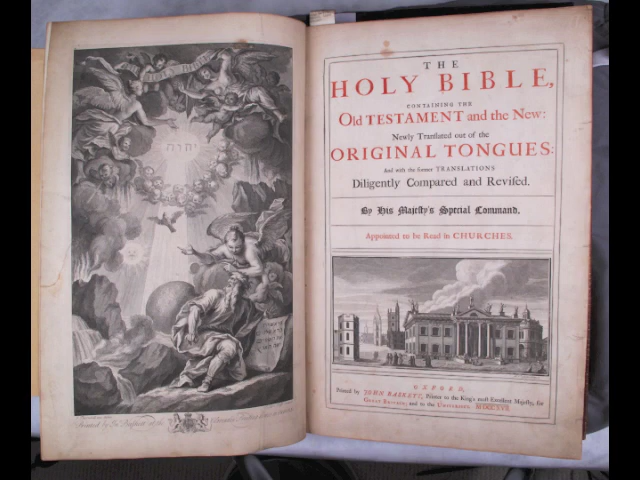 יהוה
THE
HOLY BIBLE,
CONTAINING THE
Old TESTAMENT and the New:
Newly Translated out of the
ORIGINAL TONGUES:
And with the former TRANSLATIONS
Diligently Compared and Reviſed.
By His Majeſty's Special Command.
Appointed to be Read in CHURCHES.
OXFORD,
Printed by JOHN BASKETT, Printer to the King's moſt Excellent Majeſty, for
GREAT BRITAIN; and to the UNIVERSITY. MDCCXVII.